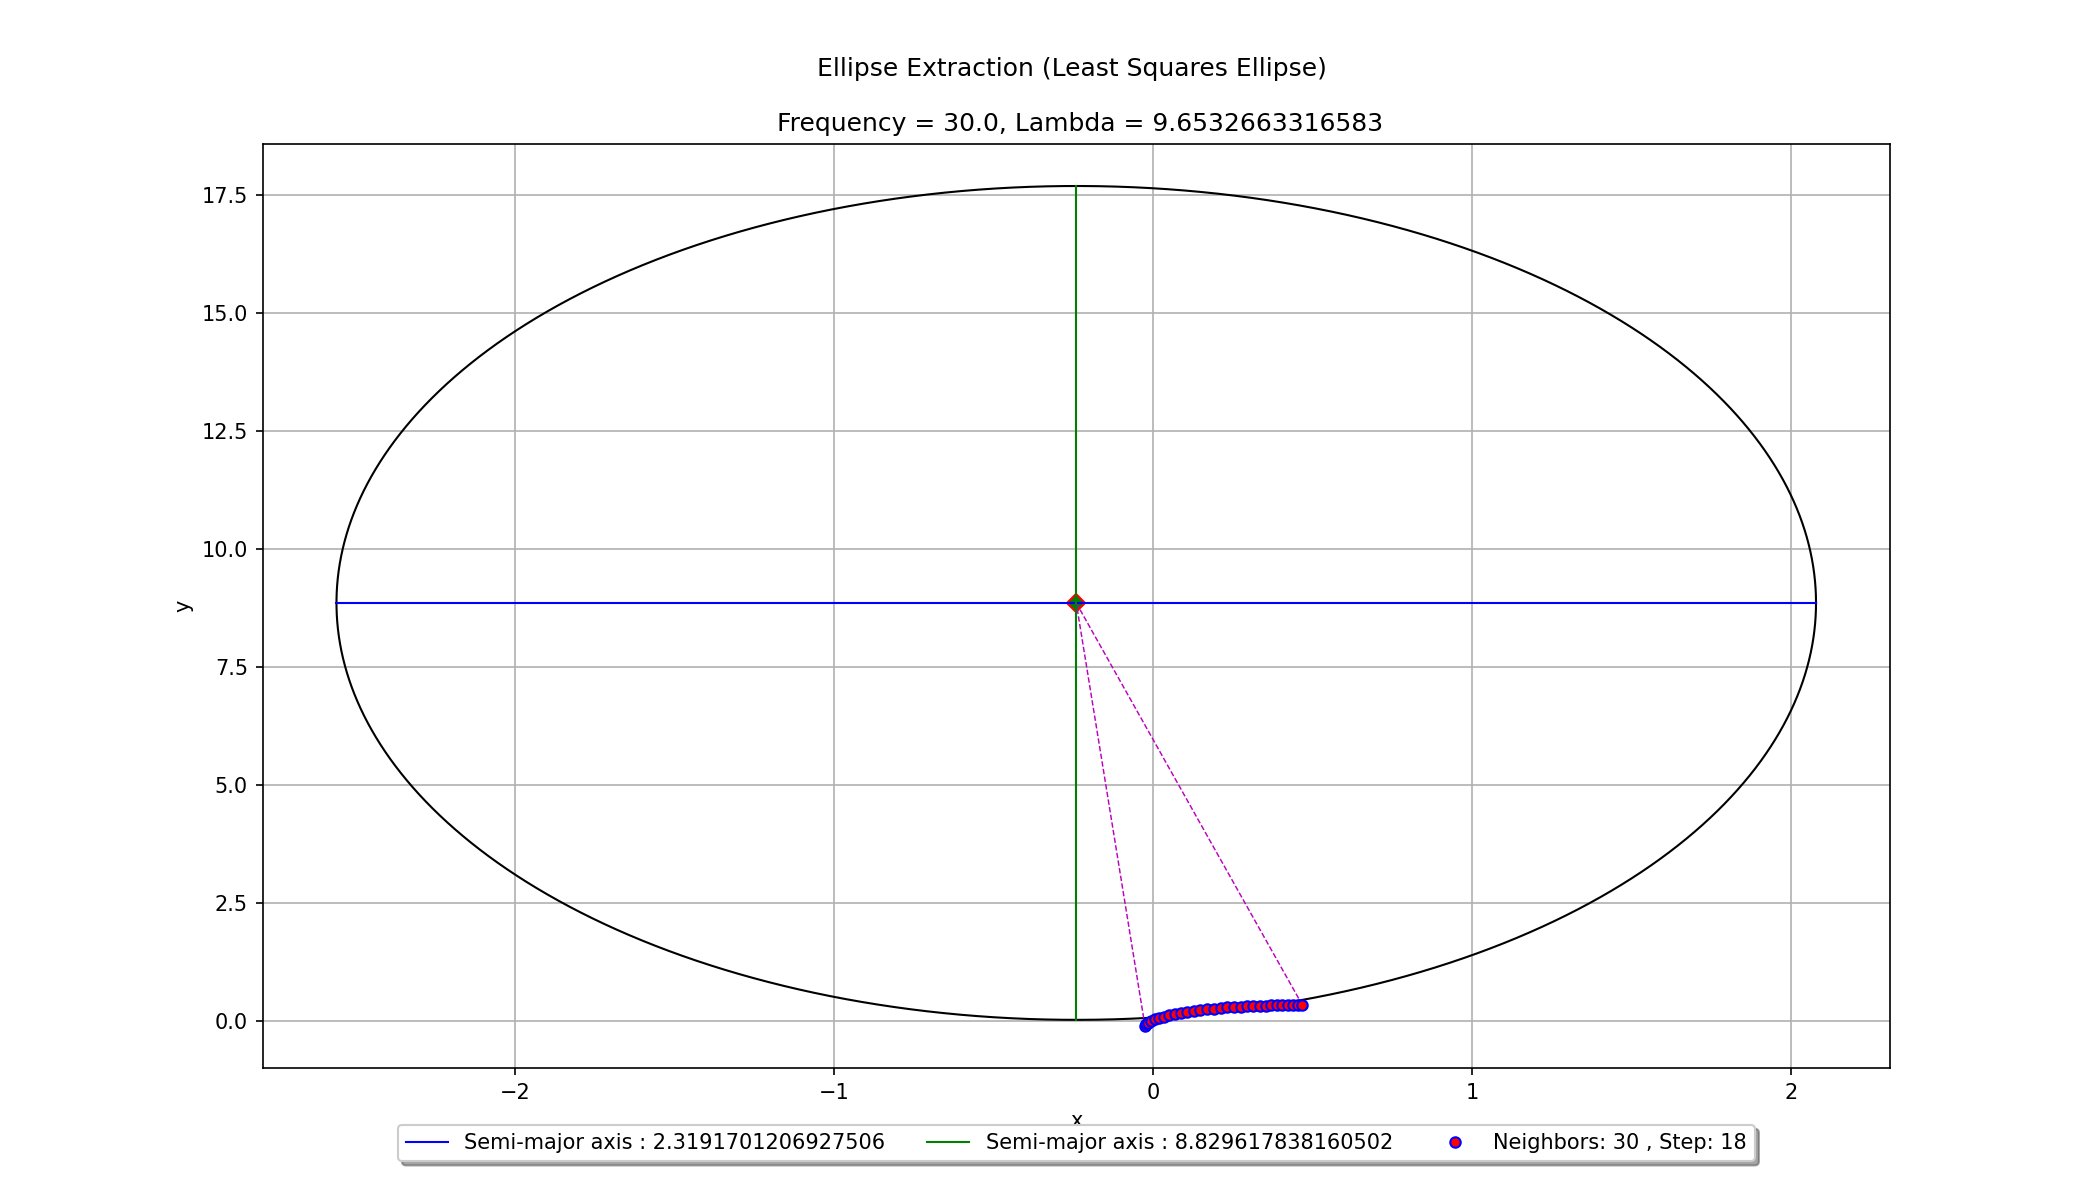 Ellipse Extraction (Least Squares Ellipse)
Frequency = 30.0, Lambda = 9.6532663316583
17.5
15.0
12.5
10.0
7.5
5.0
2.5
0.0
y
−2 −1 0 1 2
x
Semi-major axis : 2.3191701206927506 Semi-major axis : 8.829617838160502 Neighbors: 30 , Step: 18